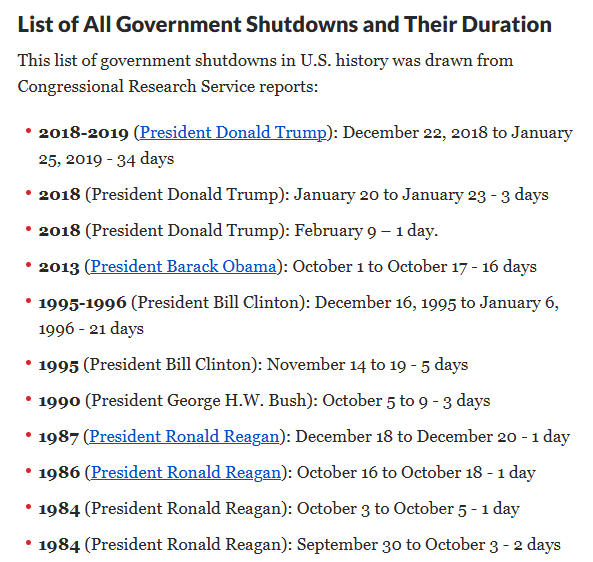 List of All Government Shutdowns and Their Duration
This list of government shutdowns in U.S. history was drawn from
Congressional Research Service reports:
• 2018-2019 (President Donald Trump): December 22, 2018 to January
25, 2019 - 34 days
• 2018 (President Donald Trump): January 20 to January 23 - 3 days
• 2018 (President Donald Trump): February 9 – 1 day.
• 2013 (President Barack Obama): October 1 to October 17 - 16 days
• 1995-1996 (President Bill Clinton): December 16, 1995 to January 6,
1996 - 21 days
• 1995 (President Bill Clinton): November 14 to 19 - 5 days
• 1990 (President George H.W. Bush): October 5 to 9 - 3 days
• 1987 (President Ronald Reagan): December 18 to December 20 - 1 day
• 1986 (President Ronald Reagan): October 16 to October 18 - 1 day
• 1984 (President Ronald Reagan): October 3 to October 5 - 1 day
• 1984 (President Ronald Reagan): September 30 to October 3 - 2 days